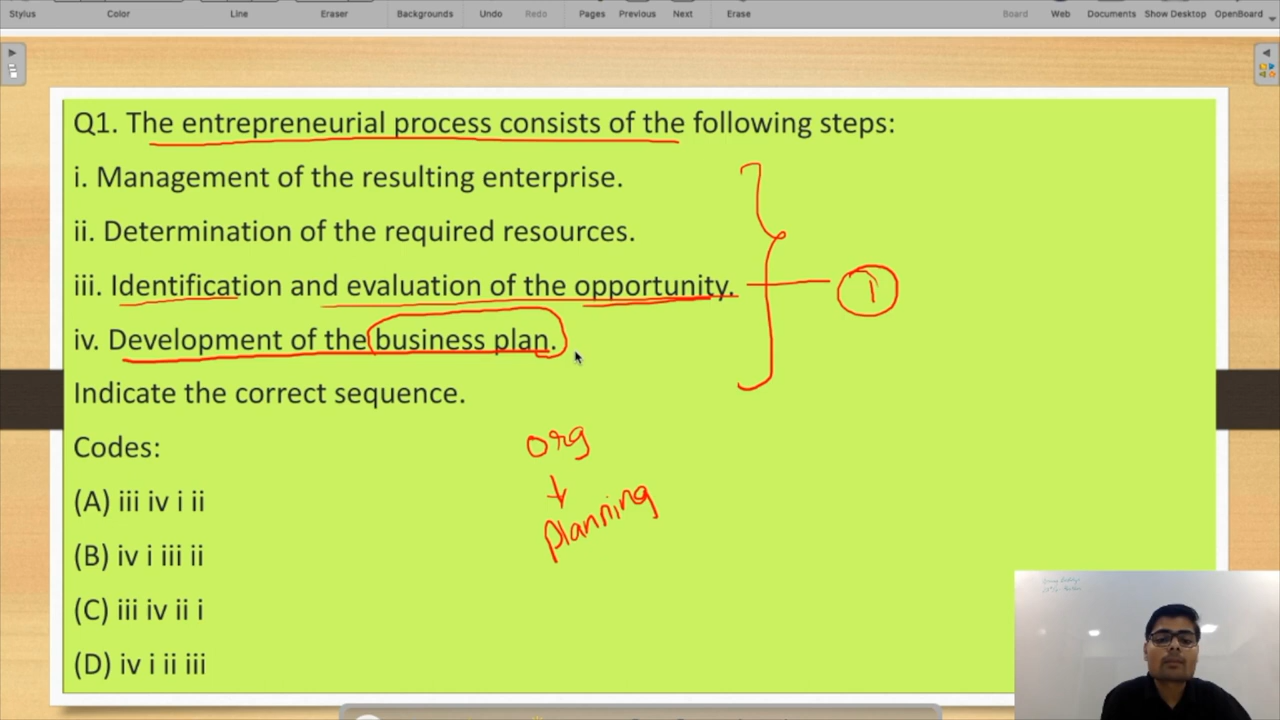 Stylus Color Line Eraser Backgrounds Undo Redo Pages Previous Next Erase Board Web Documents Show Desktop OpenBoard
Q1. The entrepreneurial process consists of the following steps:
i. Management of the resulting enterprise.
ii. Determination of the required resources.
iii. Identification and evaluation of the opportunity.
1
iv. Development of the business plan.
Indicate the correct sequence.
Codes:
org
planning
(A) iii iv i ii
(B) iv i iii ii
(C) iii iv ii i
(D) iv i ii iii